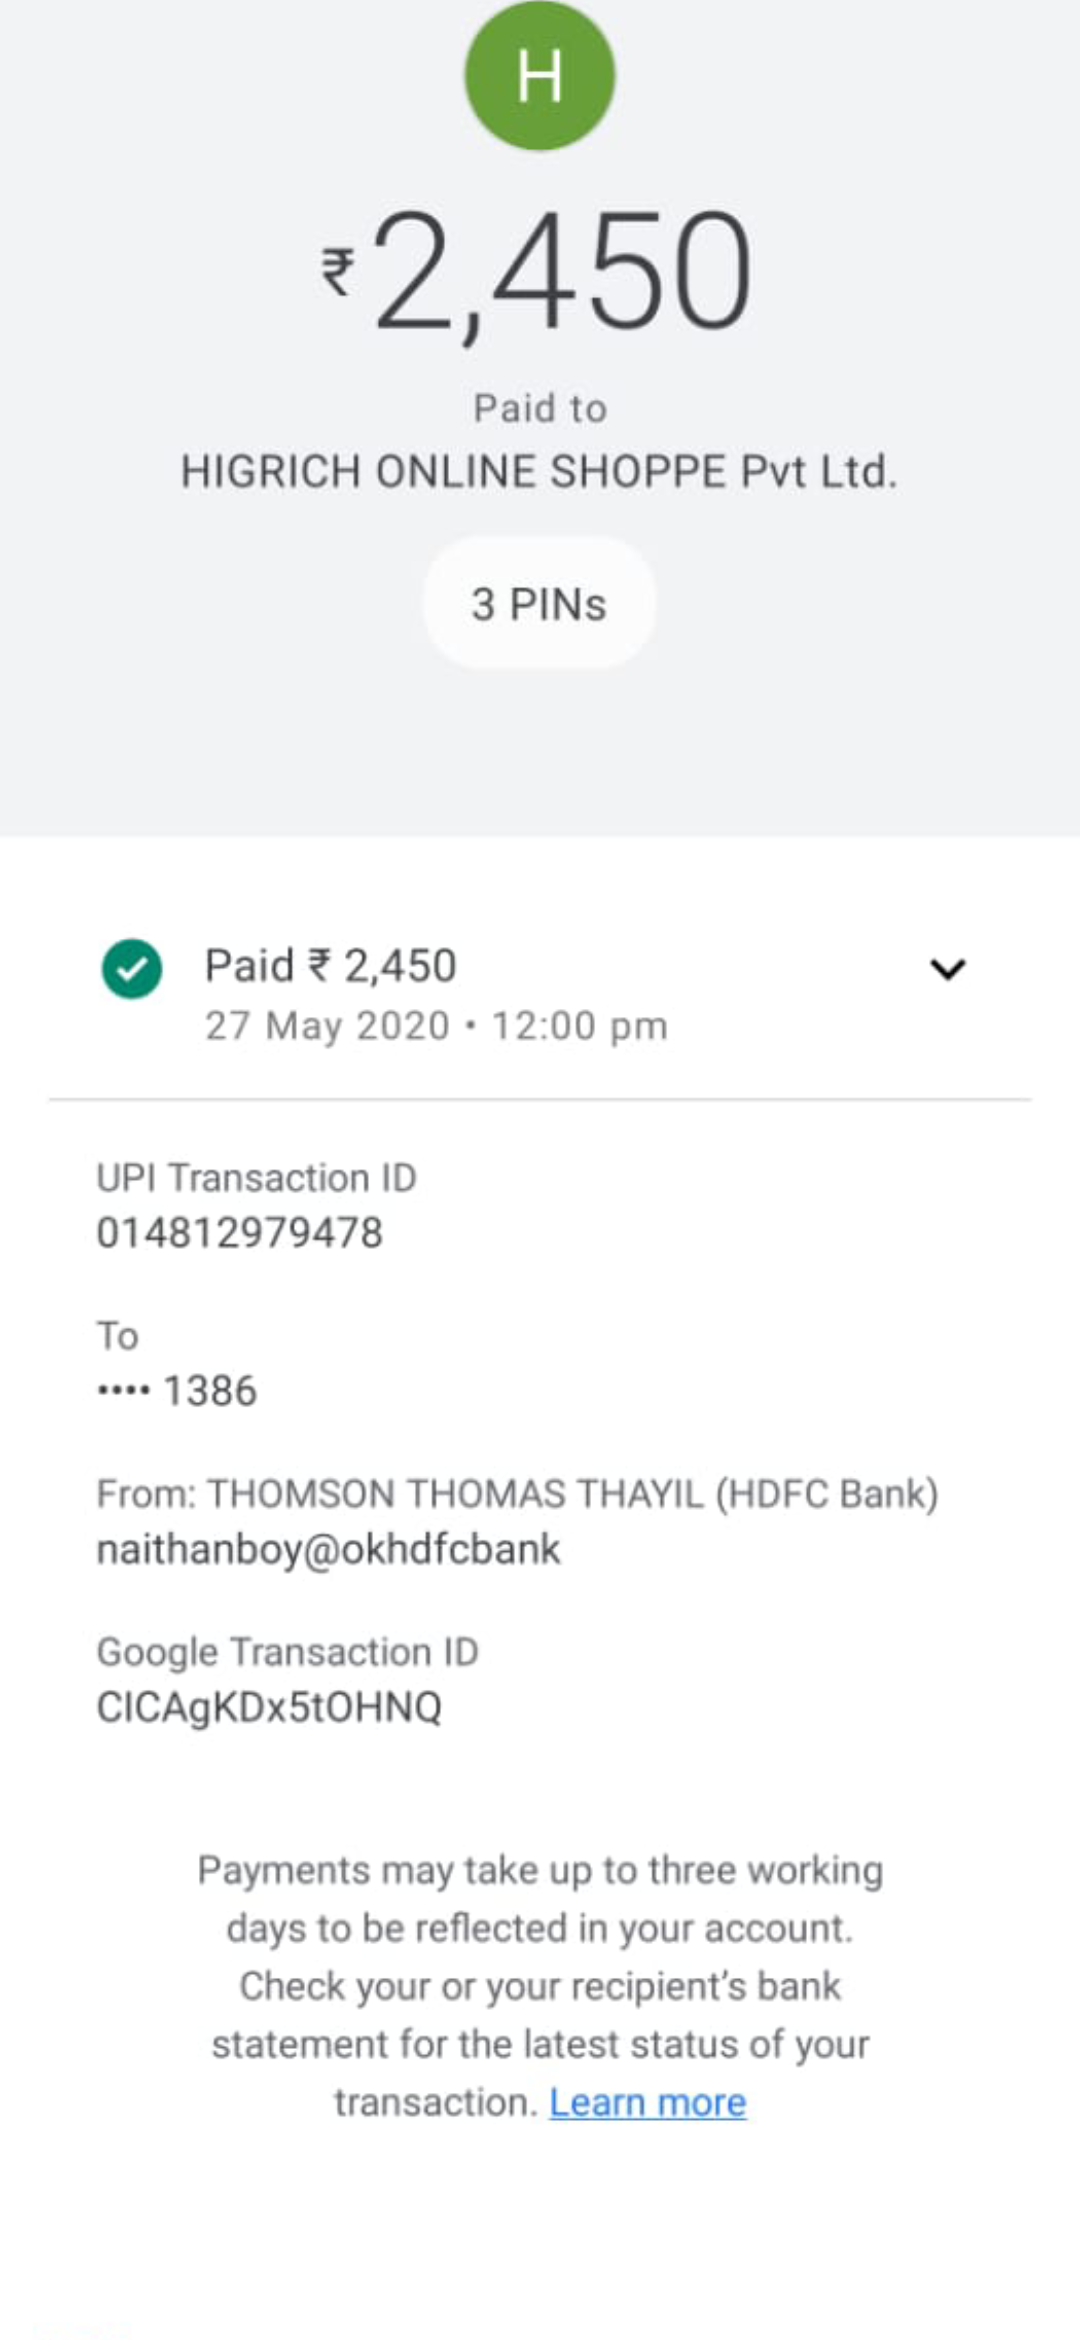 H
₹2,450
Paid to
HIGRICH ONLINE SHOPPE Pvt Ltd.
3 PINs
Paid ₹ 2,450
27 May 2020 • 12:00 pm
UPI Transaction ID
014812979478
To
•••• 1386
From: THOMSON THOMAS THAYIL (HDFC Bank)
naithanboy@okhdfcbank
Google Transaction ID
CICAgKDx5tOHNQ
Payments may take up to three working
days to be reflected in your account.
Check your or your recipient’s bank
statement for the latest status of your
transaction. Learn more